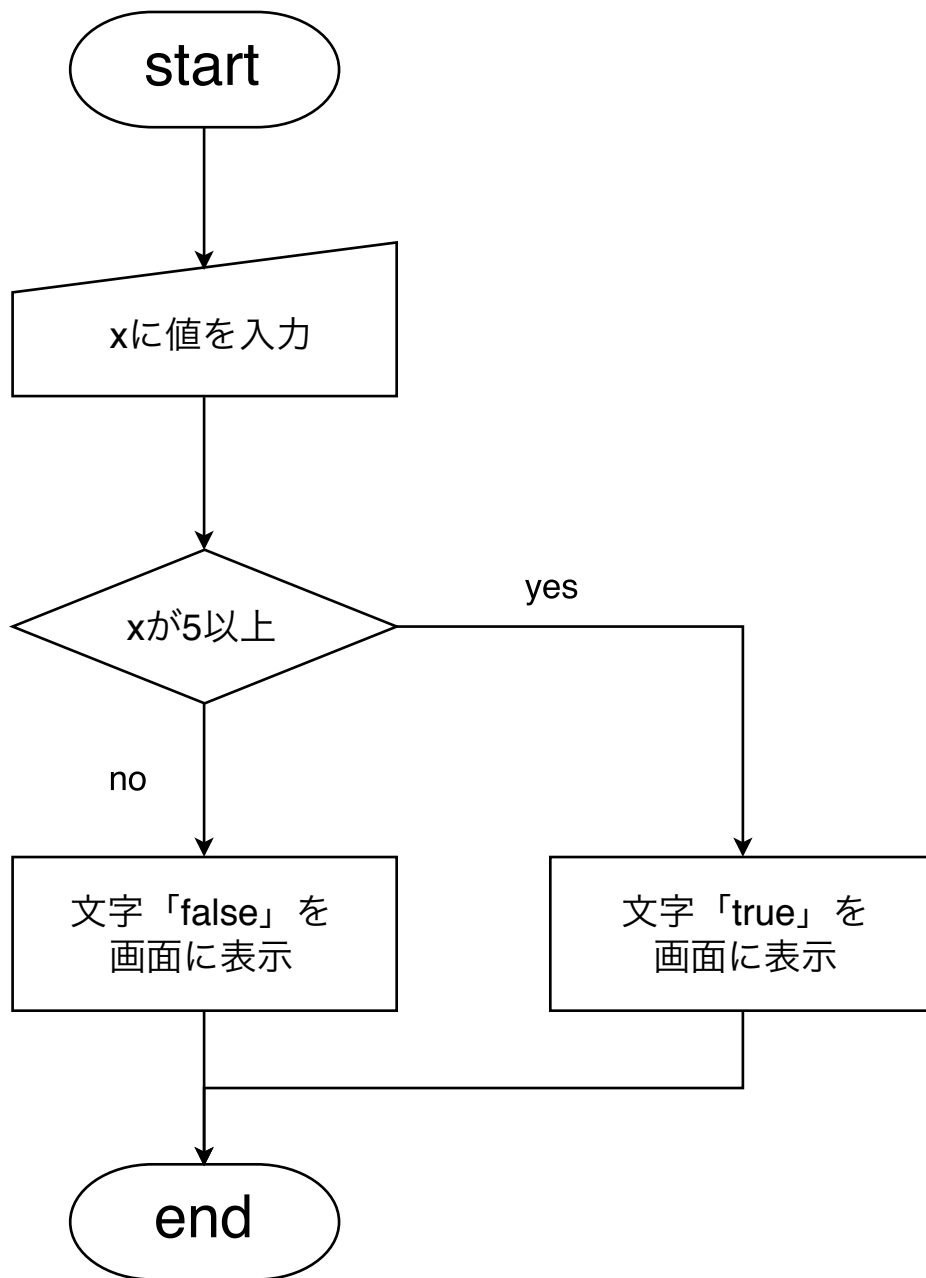 start
xに値を入力
xが5以上
yes
no
文字「false」を
画面に表示
文字「true」を
画面に表示
end